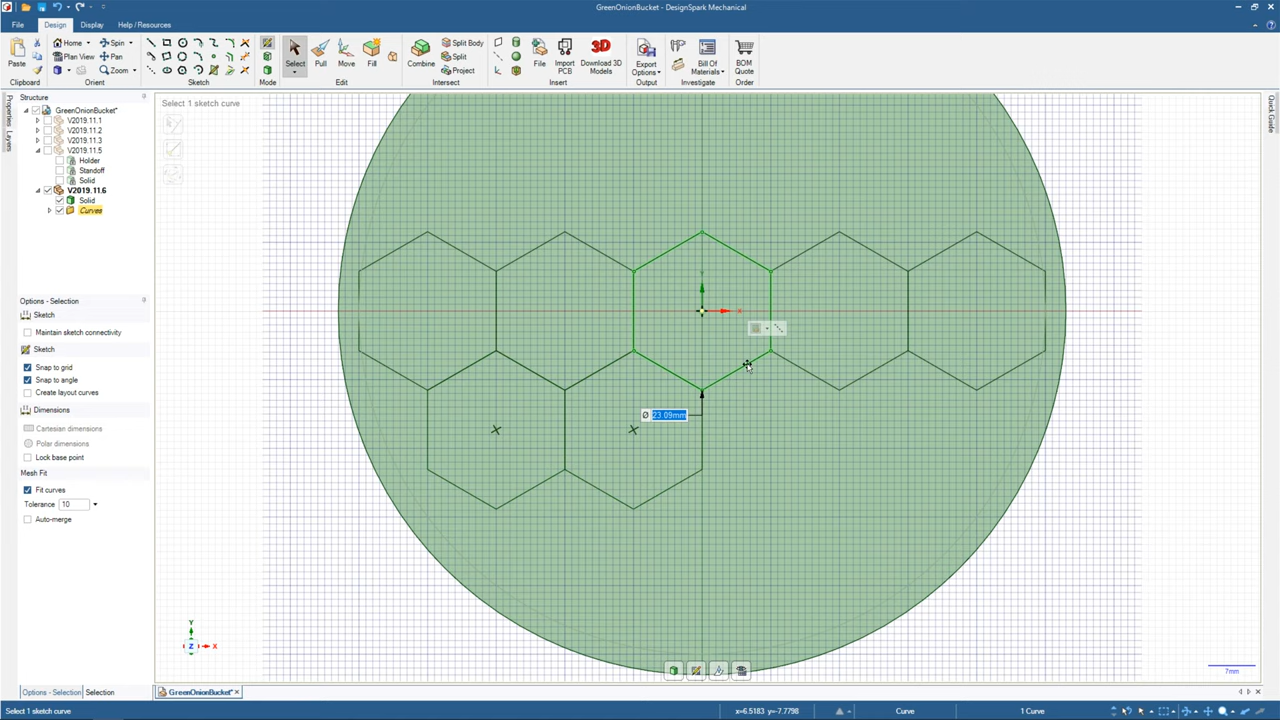 GreenOnionBucket - DesignSpark Mechanical
File Design Display Help / Resources
Paste
Home Spin
Plan View Pan
Zoom
Select Pull Move Fill Combine
Split Body
Split
Project
File Import PCB Download 3D Models
3D
Export Options Bill Of Materials BOM Quote
Clipboard Orient Sketch Mode Edit Intersect Insert Output Investigate Order
Structure
Properties
Layers
Quick Guide
GreenOnionBucket*
V2019.11.1
V2019.11.2
V2019.11.3
V2019.11.5
Holder
Standoff
Solid
V2019.11.6
Solid
Curves
Select 1 sketch curve
Y
X
Ø 23.09mm
Options - Selection
Sketch
Maintain sketch connectivity
Sketch
Snap to grid
Snap to angle
Create layout curves
Dimensions
Cartesian dimensions
Polar dimensions
Lock base point
Mesh Fit
Fit curves
Tolerance 10
Auto-merge
Y
Z X
7mm
Options - Selection Selection GreenOnionBucket*
Select 1 sketch curve x=6.5183 y=-7.7798 Curve 1 Curve